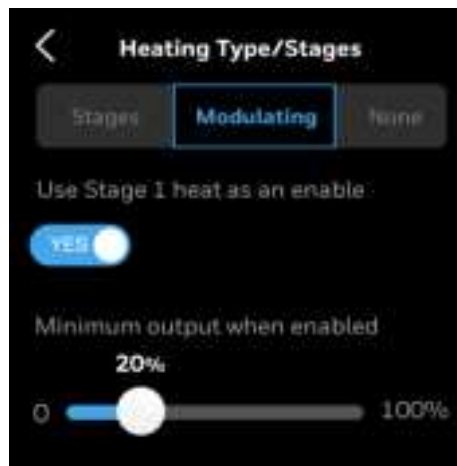 Heating Type/Stages
Stages Modulating None
Use Stage 1 heat as an enable
YES
Minimum output when enabled
20%
0 100%